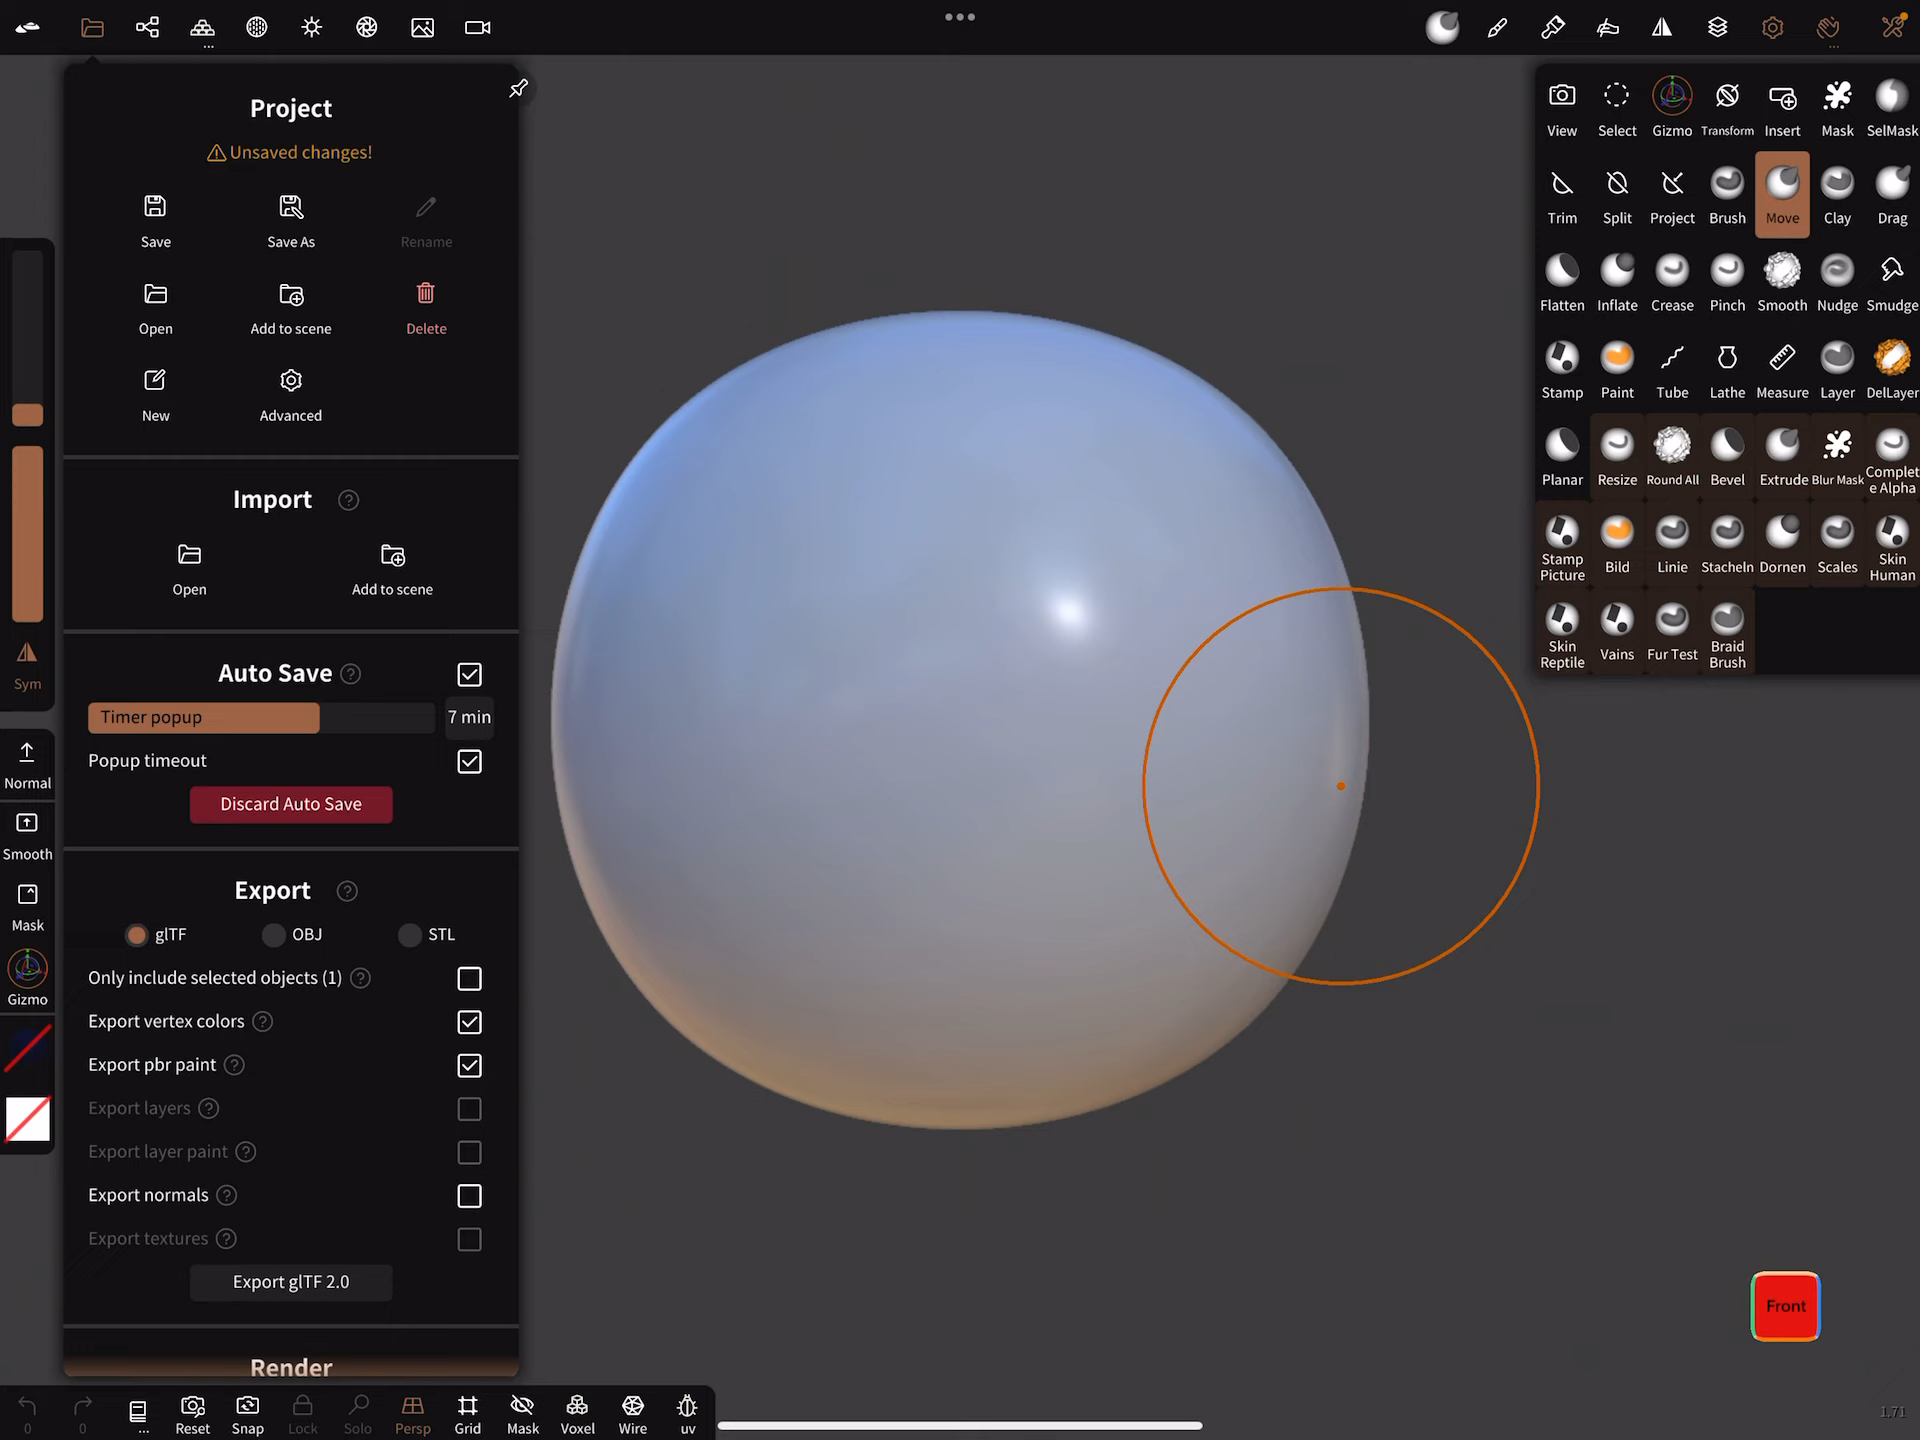 Project
Unsaved changes!
Save
Save As
Rename
Open
Add to scene
Delete
New
Advanced
Import
Open
Add to scene
Auto Save
Timer popup
7 min
Popup timeout
Discard Auto Save
Export
glTF
OBJ
STL
Only include selected objects (1)
Export vertex colors
Export pbr paint
Export layers
Export layer paint
Export normals
Export textures
Export glTF 2.0
Render
Sym
Normal
Smooth
Mask
Gizmo
View
Select
Gizmo
Transform
Insert
Mask
SelMask
Trim
Split
Project
Brush
Move
Clay
Drag
Flatten
Inflate
Crease
Pinch
Smooth
Nudge
Smudge
Stamp
Paint
Tube
Lathe
Measure
Layer
DelLayer
Planar
Resize
Round All
Bevel
Extrude
Blur Mask
Complet
e Alpha
Stamp
Picture
Bild
Linie
Stacheln
Dornen
Scales
Skin
Human
Skin
Reptile
Vains
Fur Test
Braid
Brush
Front
1.71
0
0
...
Reset
Snap
Lock
Solo
Persp
Grid
Mask
Voxel
Wire
uv